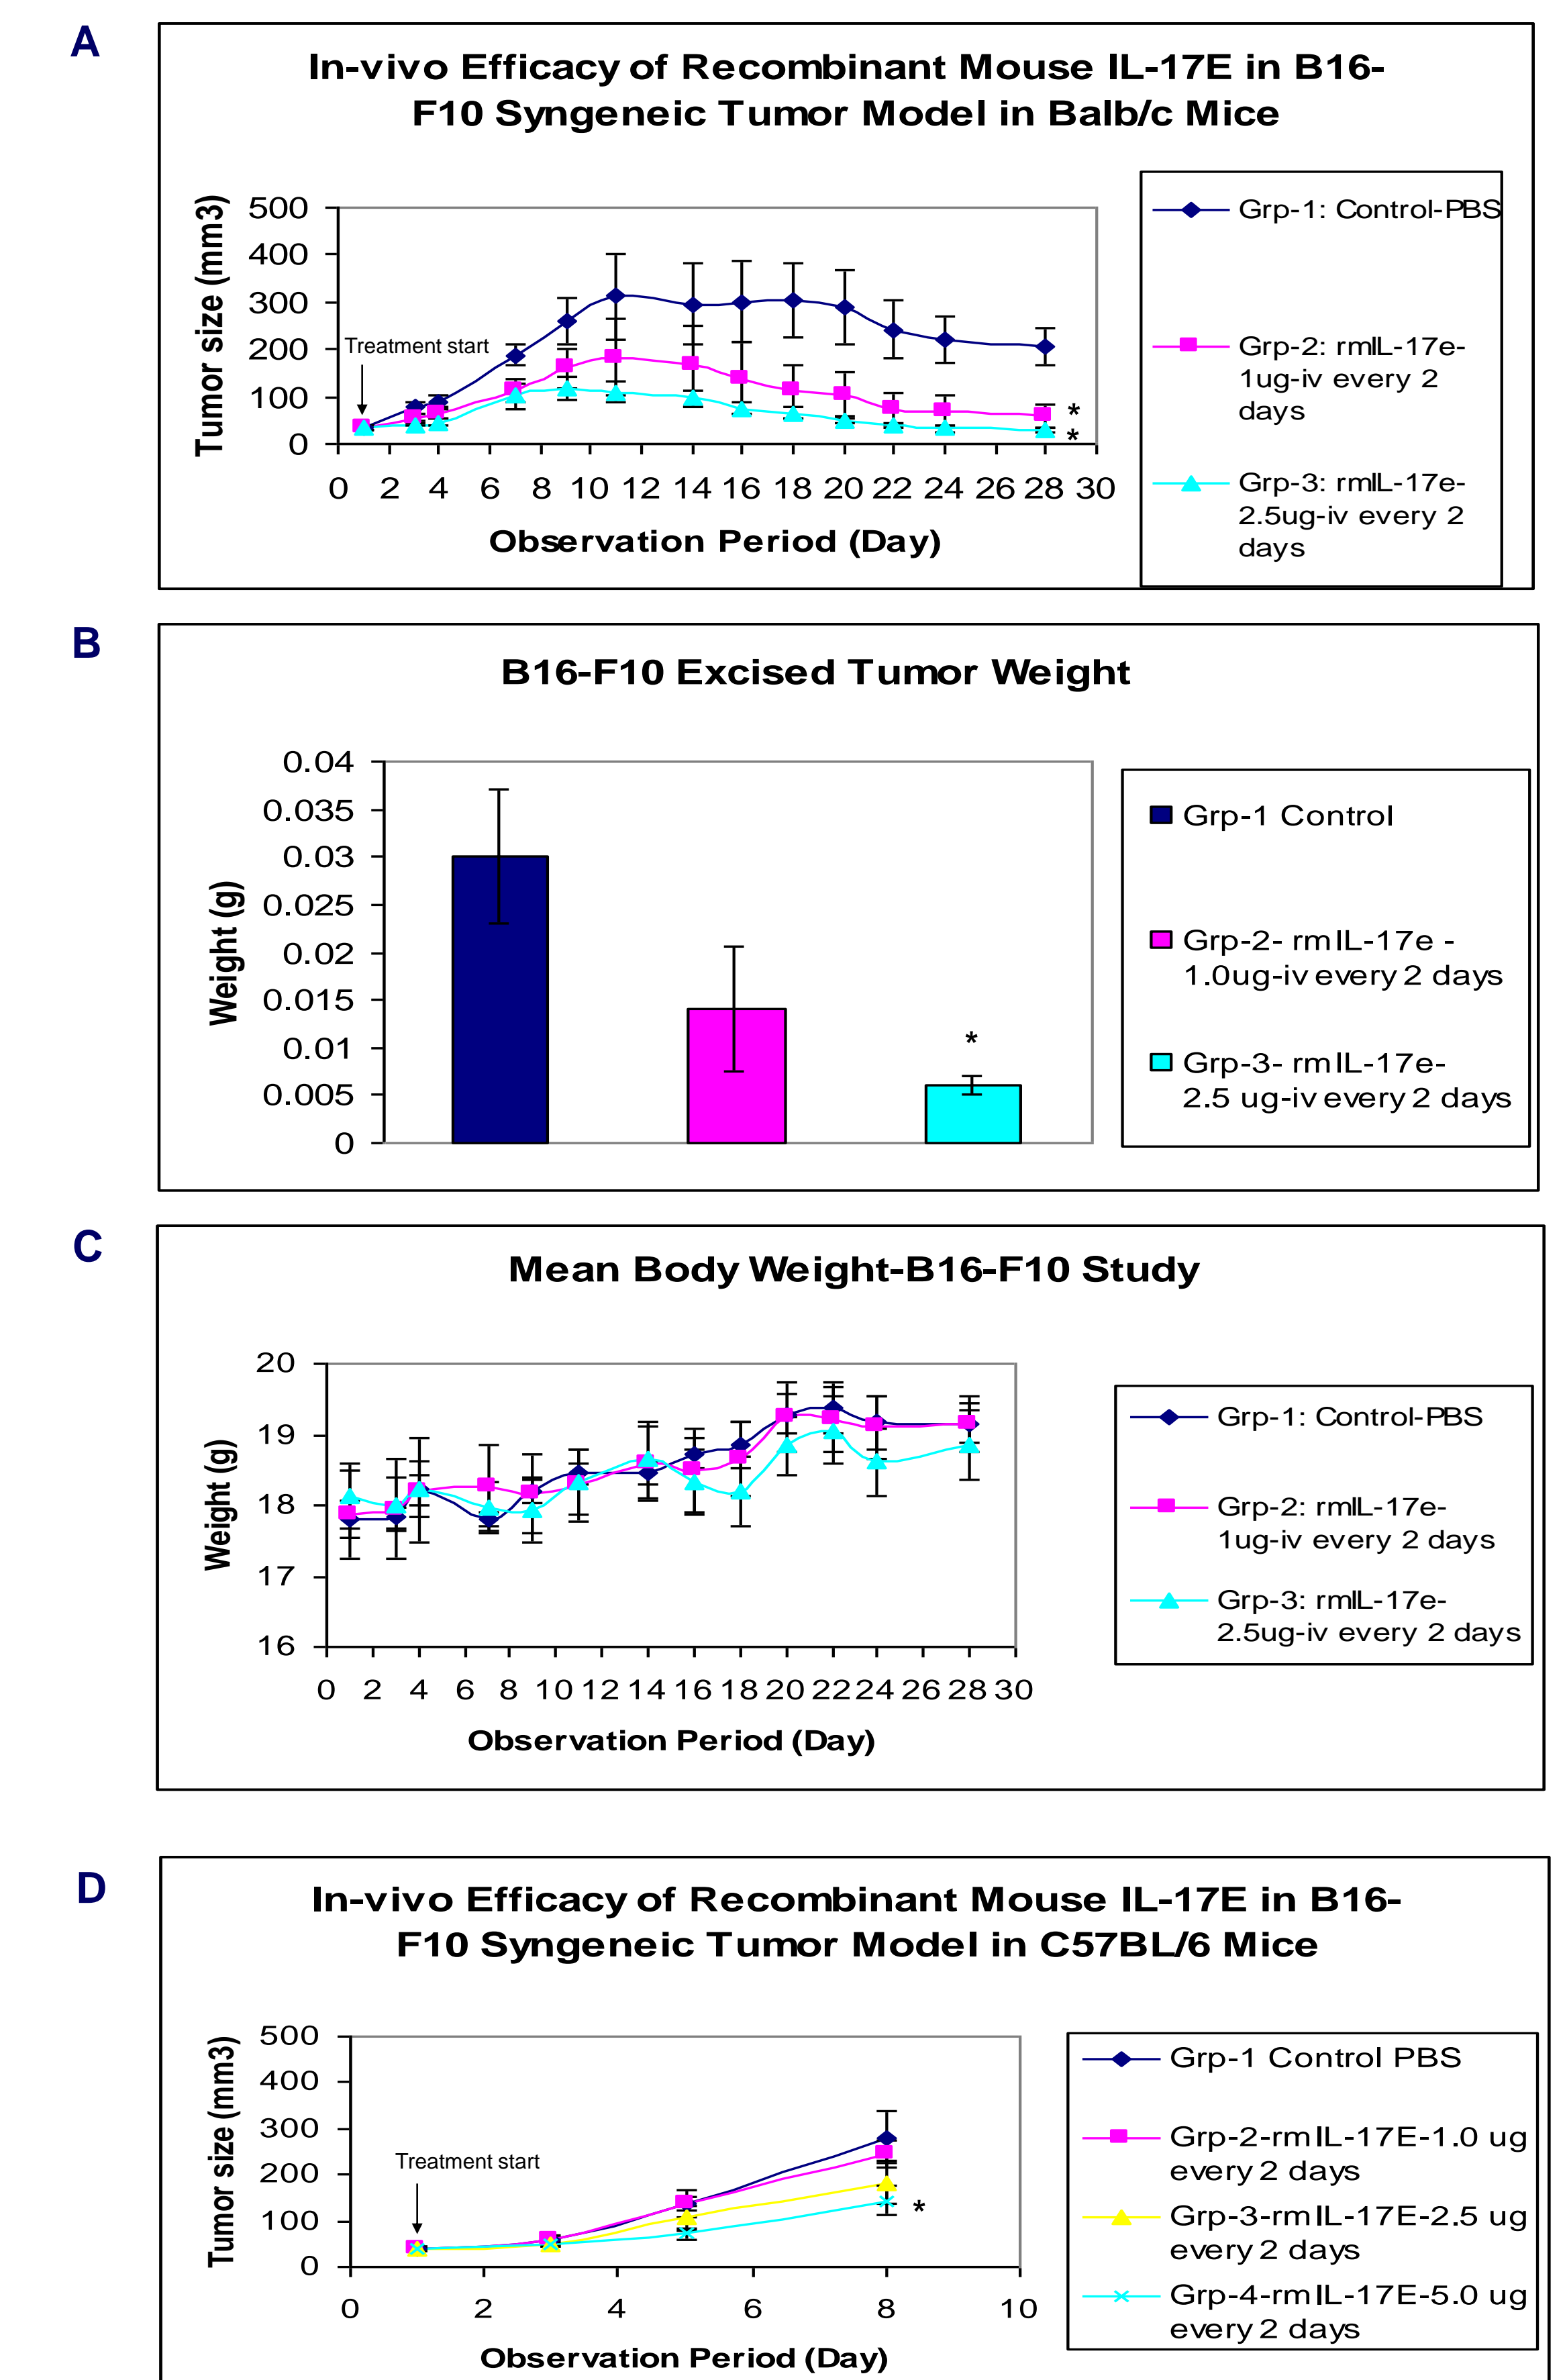 A
In-vivo Efficacy of Recombinant Mouse IL-17E in B16-
F10 Syngeneic Tumor Model in Balb/c Mice
Tumor size (mm3)
500
400
300
200
100
0
Treatment start
*
*
0 2 4 6 8 10 12 14 16 18 20 22 24 26 28 30
Observation Period (Day)
Grp-1: Control-PBS
Grp-2: rmIL-17e-
1ug-iv every 2
days
Grp-3: rmIL-17e-
2.5ug-iv every 2
days
B
B16-F10 Excised Tumor Weight
Weight (g)
0.04
0.035
0.03
0.025
0.02
0.015
0.01
0.005
0
*
Grp-1 Control
Grp-2- rmIL-17e -
1.0ug-iv every 2 days
Grp-3- rmIL-17e-
2.5 ug-iv every 2 days
C
Mean Body Weight-B16-F10 Study
Weight (g)
20
19
18
17
16
0 2 4 6 8 10 12 14 16 18 20 22 24 26 28 30
Observation Period (Day)
Grp-1: Control-PBS
Grp-2: rmIL-17e-
1ug-iv every 2 days
Grp-3: rmIL-17e-
2.5ug-iv every 2 days
D
In-vivo Efficacy of Recombinant Mouse IL-17E in B16-
F10 Syngeneic Tumor Model in C57BL/6 Mice
Tumor size (mm3)
500
400
300
200
100
0
Treatment start
*
0 2 4 6 8 10
Observation Period (Day)
Grp-1 Control PBS
Grp-2-rmIL-17E-1.0 ug
every 2 days
Grp-3-rmIL-17E-2.5 ug
every 2 days
Grp-4-rmIL-17E-5.0 ug
every 2 days